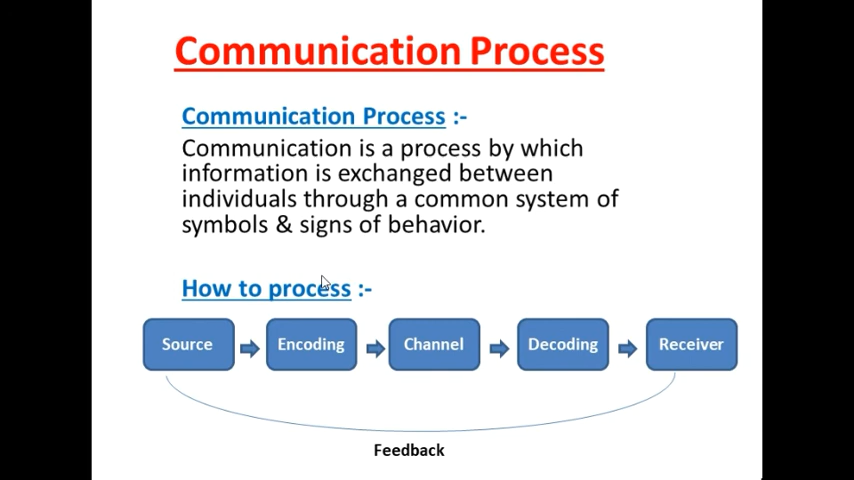 Communication Process
Communication Process :-
Communication is a process by which
information is exchanged between
individuals through a common system of
symbols & signs of behavior.
How to process :-
Source Encoding Channel Decoding Receiver
Feedback